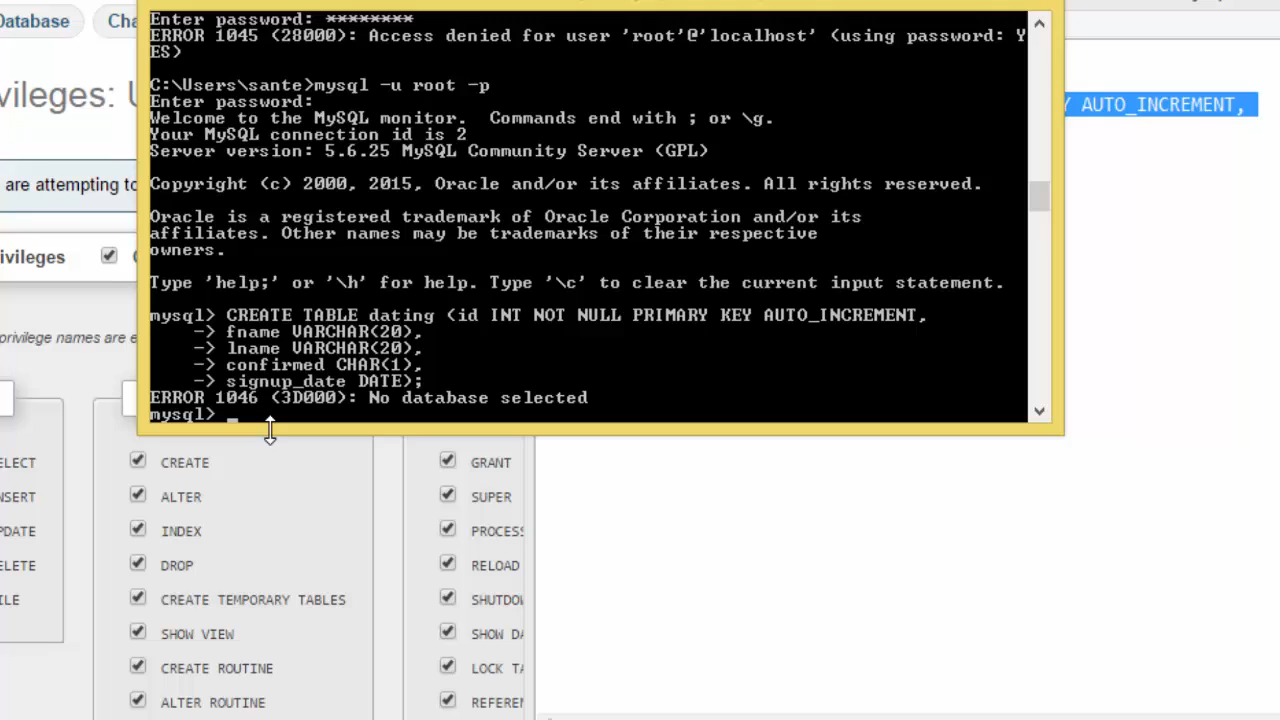 Database
Cha
vileges: U
are attempting to
ivileges
privilege names are e
ELECT
NSERT
PDATE
ELETE
ILE
Enter password: ********
ERROR 1045 (28000): Access denied for user 'root'@'localhost' (using password: Y
ES)
C:\Users\sante>mysql -u root -p
Enter password:
Welcome to the MySQL monitor.  Commands end with ; or \g.
Your MySQL connection id is 2
Server version: 5.6.25 MySQL Community Server (GPL)
Copyright (c) 2000, 2015, Oracle and/or its affiliates. All rights reserved.
Oracle is a registered trademark of Oracle Corporation and/or its
affiliates. Other names may be trademarks of their respective
owners.
Type 'help;' or '\h' for help. Type '\c' to clear the current input statement.
mysql> CREATE TABLE dating (id INT NOT NULL PRIMARY KEY AUTO_INCREMENT,
-> fname VARCHAR(20),
-> lname VARCHAR(20),
-> confirmed CHAR(1),
-> signup_date DATE);
ERROR 1046 (3D000): No database selected
mysql> _
Y AUTO_INCREMENT,
CREATE
ALTER
INDEX
DROP
CREATE TEMPORARY TABLES
SHOW VIEW
CREATE ROUTINE
ALTER ROUTINE
GRANT
SUPER
PROCESS
RELOAD
SHUTDOW
SHOW DA
LOCK TA
REFEREN